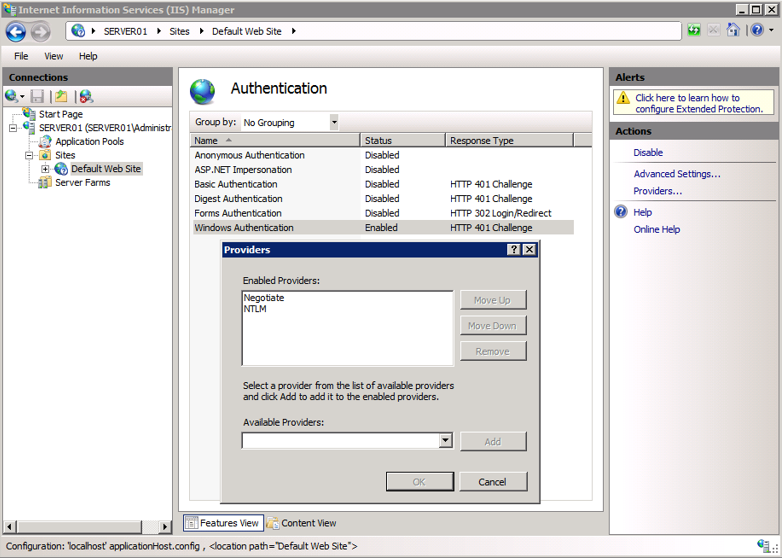 Internet Information Services (IIS) Manager
SERVER01 Sites Default Web Site
File View Help
Connections
Start Page
SERVER01 (SERVER01\Administr
Application Pools
Sites
Default Web Site
Server Farms
Authentication
Group by: No Grouping
Name Status Response Type
Anonymous Authentication Disabled
ASP.NET Impersonation Disabled
Basic Authentication Disabled HTTP 401 Challenge
Digest Authentication Disabled HTTP 401 Challenge
Forms Authentication Disabled HTTP 302 Login/Redirect
Windows Authentication Enabled HTTP 401 Challenge
Providers
Enabled Providers:
Negotiate
NTLM
Move Up
Move Down
Remove
Select a provider from the list of available providers
and click Add to add it to the enabled providers.
Available Providers:
Add
OK Cancel
Features View Content View
Alerts
Click here to learn how to
configure Extended Protection.
Actions
Disable
Advanced Settings...
Providers...
Help
Online Help
Configuration: 'localhost' applicationHost.config , <location path="Default Web Site">